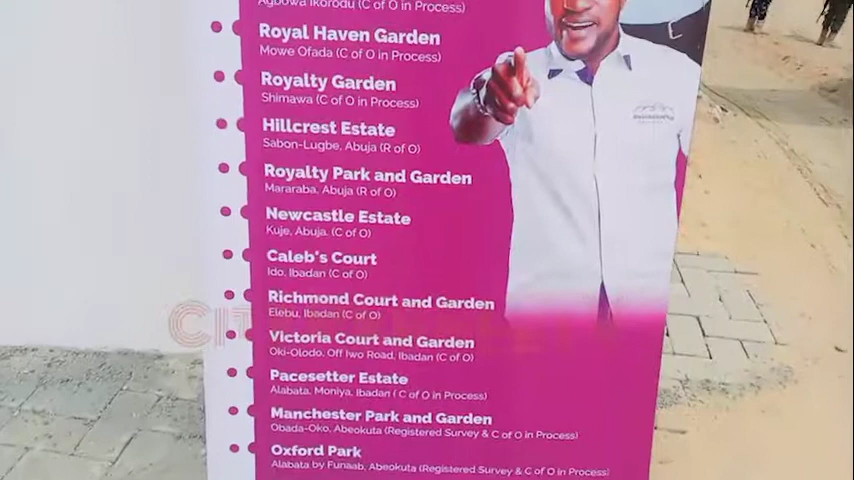 Agbowa Ikorodu (C of O in Process)
Royal Haven Garden
Mowe Ofada (C of O in Process)
Royalty Garden
Shimawa (C of O in Process)
Hillcrest Estate
Sabon-Lugbe, Abuja (R of O)
Royalty Park and Garden
Mararaba, Abuja (R of O)
Newcastle Estate
Kuje, Abuja. (C of O)
Caleb's Court
Ido, Ibadan (C of O)
Richmond Court and Garden
Elebu, Ibadan (C of O)
Victoria Court and Garden
Oki-Olodo, Off Iwo Road, Ibadan (C of O)
Pacesetter Estate
Alabata, Moniya, Ibadan ( C of O in Process)
Manchester Park and Garden
Obada-Oko, Abeokuta (Registered Survey & C of O in Process)
Oxford Park
Alabata by Funaab, Abeokuta (Registered Survey & C of O in Process)